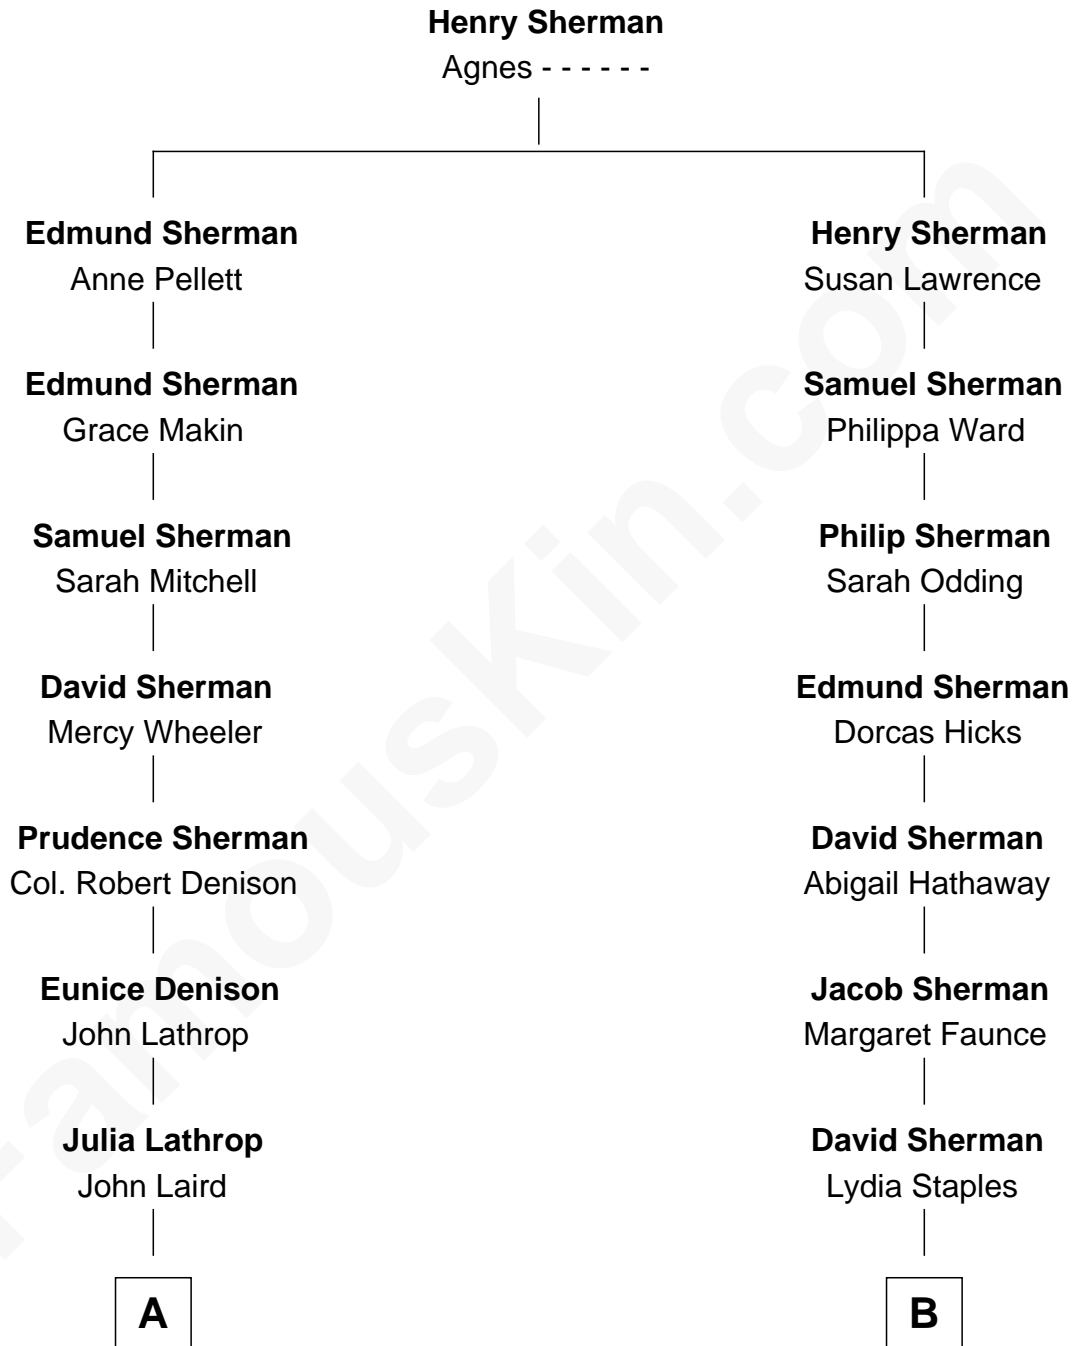 Henry Sherman
Agnes - - - - - -
Edmund Sherman
Anne Pellett
Henry Sherman
Susan Lawrence
Edmund Sherman
Grace Makin
Samuel Sherman
Philippa Ward
Samuel Sherman
Sarah Mitchell
Philip Sherman
Sarah Odding
David Sherman
Mercy Wheeler
Edmund Sherman
Dorcas Hicks
Prudence Sherman
Col. Robert Denison
David Sherman
Abigail Hathaway
Eunice Denison
John Lathrop
Jacob Sherman
Margaret Faunce
Julia Lathrop
John Laird
David Sherman
Lydia Staples
A
B
FamousKin.com